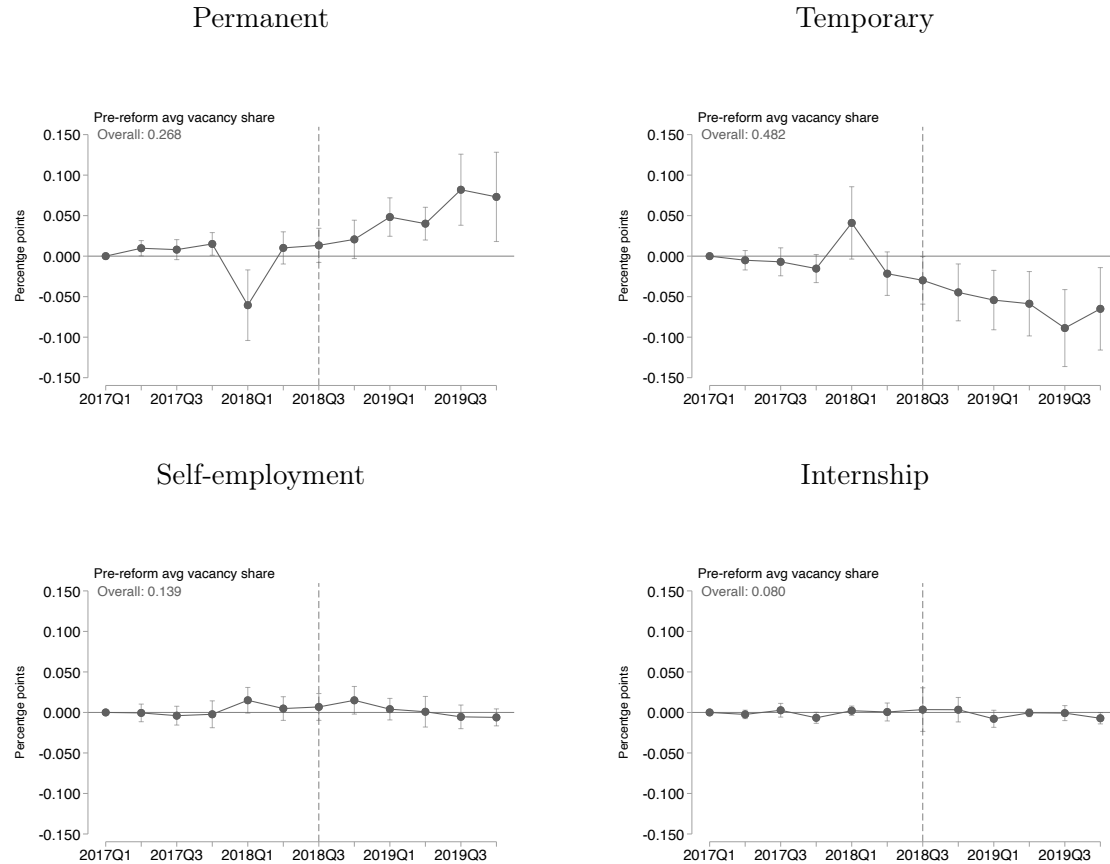 Permanent
Pre-reform avg vacancy share
Overall: 0.268
0.150
0.100
0.050
0.000
-0.050
-0.100
-0.150
Percentge points
2017Q1 2017Q3 2018Q1 2018Q3 2019Q1 2019Q3
Temporary
Pre-reform avg vacancy share
Overall: 0.482
0.150
0.100
0.050
0.000
-0.050
-0.100
-0.150
Percentge points
2017Q1 2017Q3 2018Q1 2018Q3 2019Q1 2019Q3
Self-employment
Pre-reform avg vacancy share
Overall: 0.139
0.150
0.100
0.050
0.000
-0.050
-0.100
-0.150
Percentge points
2017Q1 2017Q3 2018Q1 2018Q3 2019Q1 2019Q3
Internship
Pre-reform avg vacancy share
Overall: 0.080
0.150
0.100
0.050
0.000
-0.050
-0.100
-0.150
Percentge points
2017Q1 2017Q3 2018Q1 2018Q3 2019Q1 2019Q3